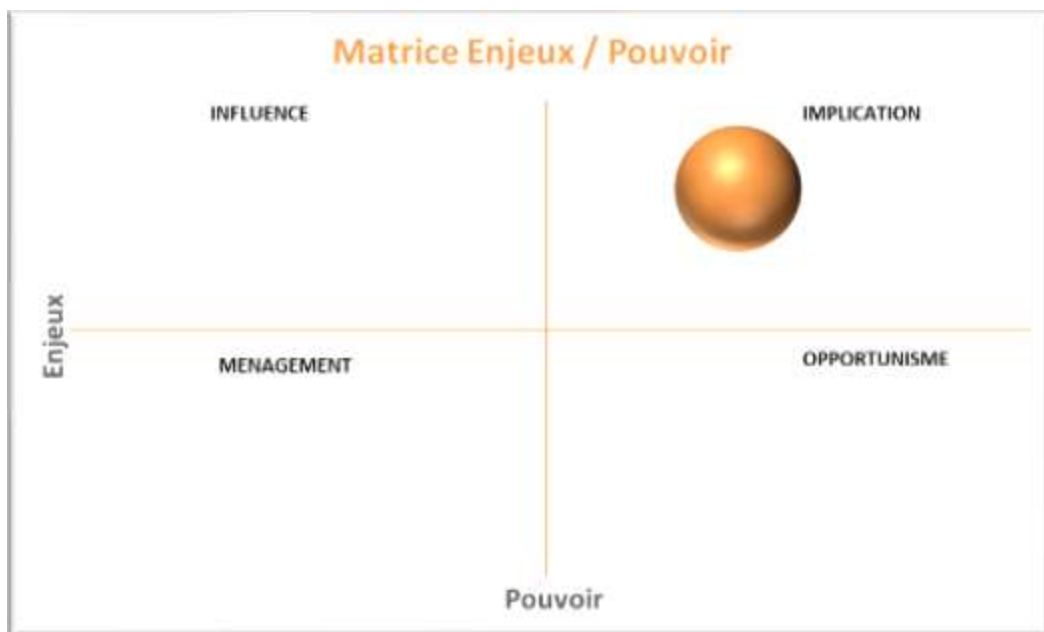 Matrice Enjeux / Pouvoir
INFLUENCE
IMPLICATION
Enjeux
MENAGEMENT
OPPORTUNISME
Pouvoir